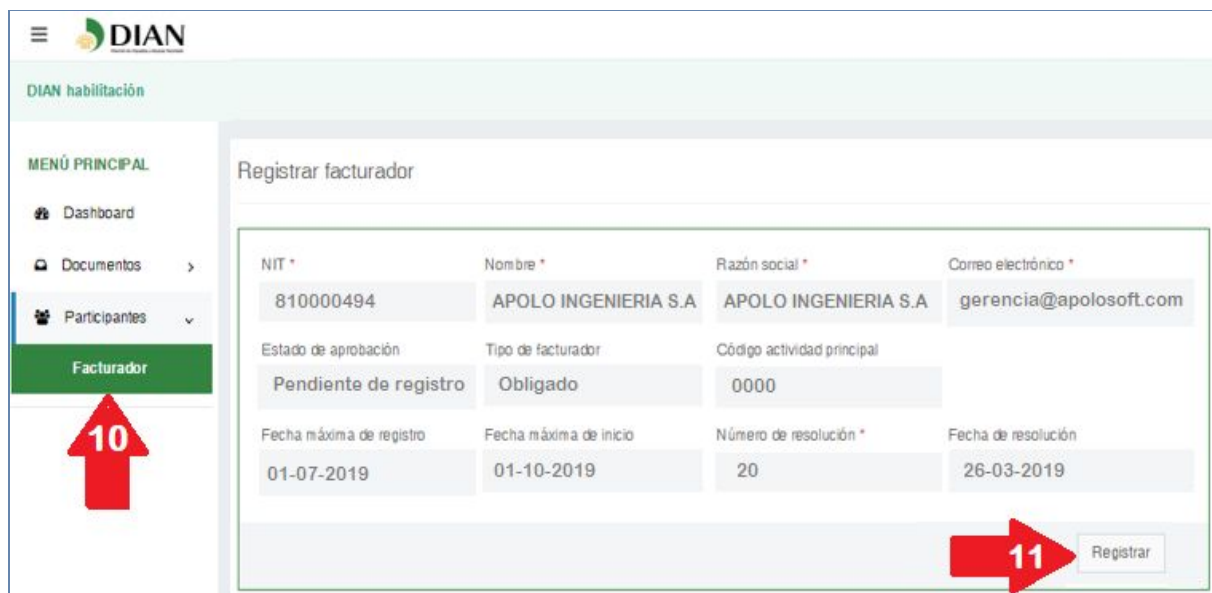 DIAN
DIAN habilitación
MENÚ PRINCIPAL
Dashboard
Documentos
Participantes
Facturador
10
Registrar facturador
NIT * Nombre * Razón social * Correo electrónico *
810000494 APOLO INGENIERIA S.A APOLO INGENIERIA S.A gerencia@apolosoft.com
Estado de aprobación Tipo de facturador Código actividad principal
Pendiente de registro Obligado 0000
Fecha máxima de registro Fecha máxima de inicio Número de resolución * Fecha de resolución
01-07-2019 01-10-2019 20 26-03-2019
11 Registrar